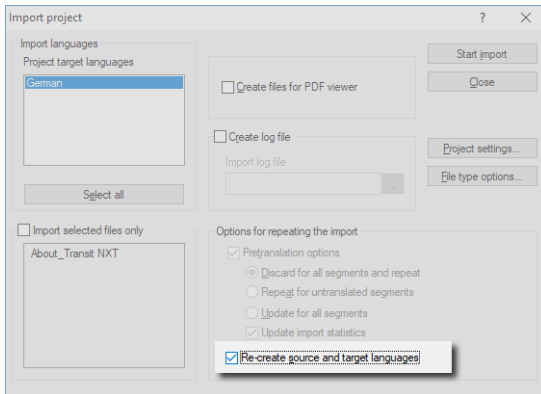 Import project
Import languages
Project target languages
German
Select all
Create files for PDF viewer
Create log file
Import log file
...
Start import
Close
Project settings...
File type options...
Import selected files only
About_Transit NXT
Options for repeating the import
Pretranslation options
Discard for all segments and repeat
Repeat for untranslated segments
Update for all segments
Update import statistics
Re-create source and target languages